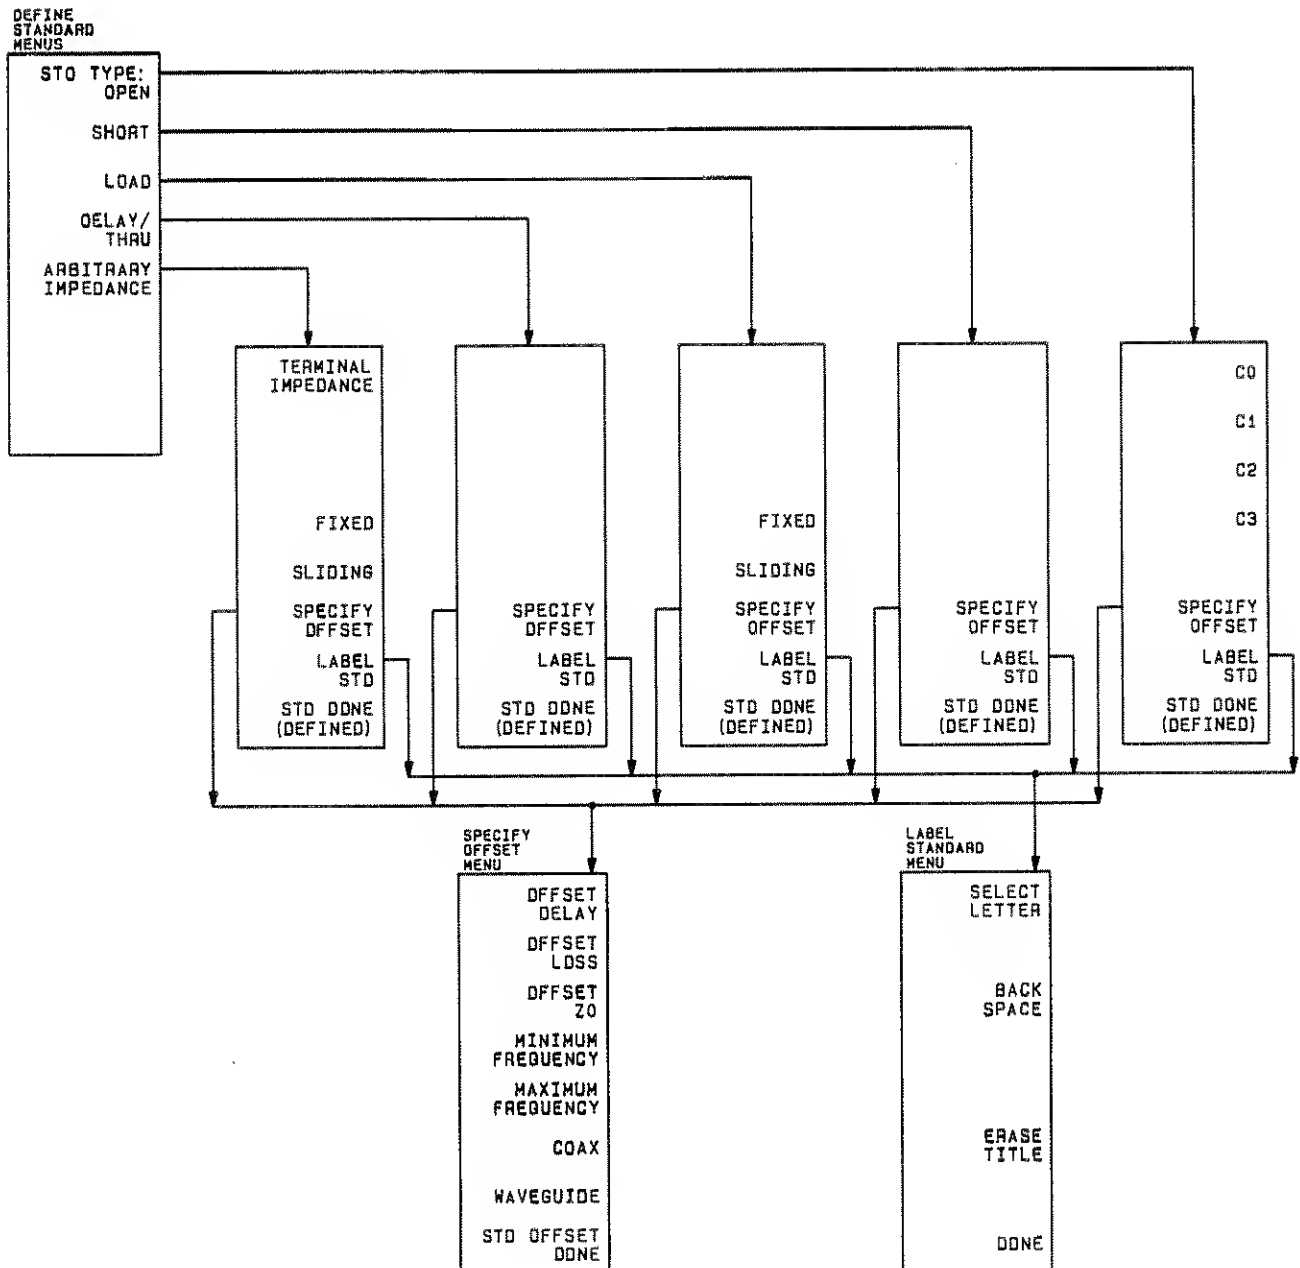 DEFINE
STANDARD
MENUS
STD TYPE:
OPEN
SHORT
LOAD
DELAY/
THRU
ARBITRARY
IMPEDANCE
TERMINAL
IMPEDANCE
FIXED
SLIDING
SPECIFY
OFFSET
LABEL
STD
STD DONE
(DEFINED)
SPECIFY
OFFSET
LABEL
STD
STD DONE
(DEFINED)
FIXED
SLIDING
SPECIFY
OFFSET
LABEL
STD
STD DONE
(DEFINED)
SPECIFY
OFFSET
LABEL
STD
STD DONE
(DEFINED)
C0
C1
C2
C3
SPECIFY
OFFSET
LABEL
STD
STD DONE
(DEFINED)
SPECIFY
OFFSET
MENU
OFFSET
DELAY
OFFSET
LOSS
OFFSET
Z0
MINIMUM
FREQUENCY
MAXIMUM
FREQUENCY
COAX
WAVEGUIDE
STD OFFSET
DONE
LABEL
STANDARD
MENU
SELECT
LETTER
BACK
SPACE
ERASE
TITLE
DONE